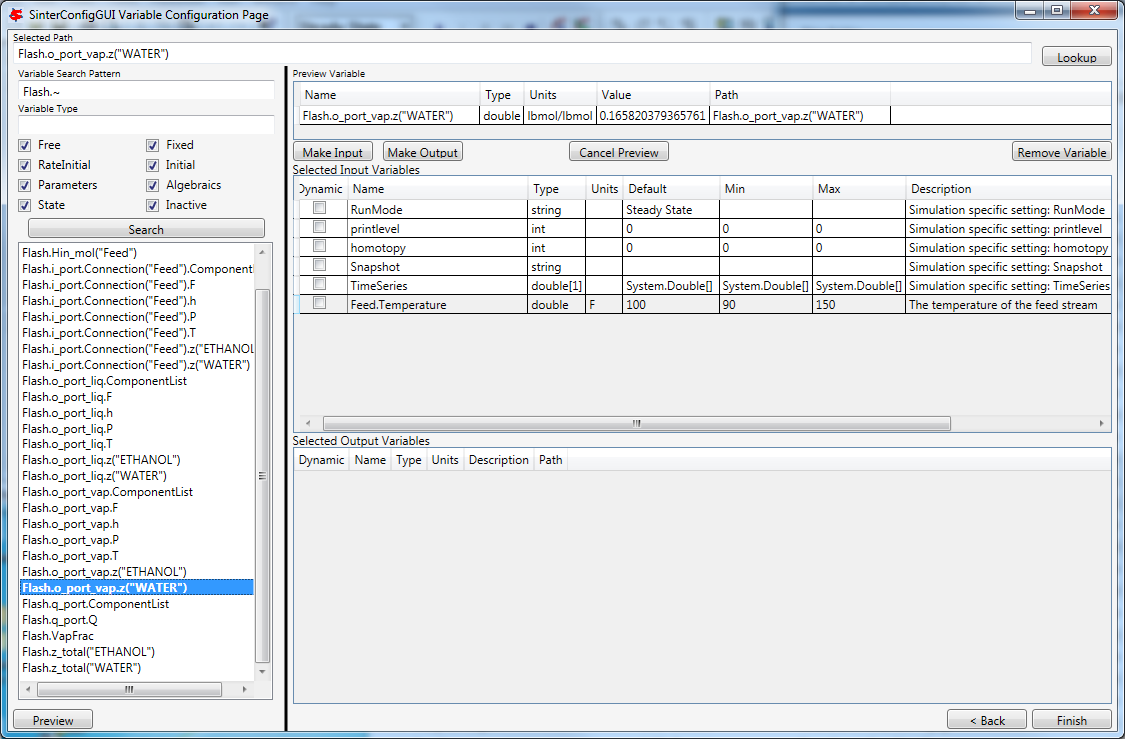 SinterConfigGUI Variable Configuration Page
Selected Path
Flash.o_port_vap.z("WATER")
Lookup
Variable Search Pattern
Flash.~
Variable Type
Free Fixed
RateInitial Initial
Parameters Algebraics
State Inactive
Search
Flash.Hin_mol("Feed")
Flash.i_port.Connection("Feed").Component
Flash.i_port.Connection("Feed").F
Flash.i_port.Connection("Feed").h
Flash.i_port.Connection("Feed").P
Flash.i_port.Connection("Feed").T
Flash.i_port.Connection("Feed").z("ETHANOL
Flash.i_port.Connection("Feed").z("WATER")
Flash.o_port_liq.ComponentList
Flash.o_port_liq.F
Flash.o_port_liq.h
Flash.o_port_liq.P
Flash.o_port_liq.T
Flash.o_port_liq.z("ETHANOL")
Flash.o_port_liq.z("WATER")
Flash.o_port_vap.ComponentList
Flash.o_port_vap.F
Flash.o_port_vap.h
Flash.o_port_vap.P
Flash.o_port_vap.T
Flash.o_port_vap.z("ETHANOL")
Flash.o_port_vap.z("WATER")
Flash.q_port.ComponentList
Flash.q_port.Q
Flash.VapFrac
Flash.z_total("ETHANOL")
Flash.z_total("WATER")
Preview
Preview Variable
Name Type Units Value Path
Flash.o_port_vap.z("WATER") double lbmol/lbmol 0.165820379365761 Flash.o_port_vap.z("WATER")
Make Input Make Output Cancel Preview Remove Variable
Selected Input Variables
Dynamic Name Type Units Default Min Max Description
RunMode string Steady State Simulation specific setting: RunMode
printlevel int 0 0 0 Simulation specific setting: printlevel
homotopy int 0 0 0 Simulation specific setting: homotopy
Snapshot string Simulation specific setting: Snapshot
TimeSeries double[1] System.Double[] System.Double[] System.Double[] Simulation specific setting: TimeSeries
Feed.Temperature double F 100 90 150 The temperature of the feed stream
Selected Output Variables
Dynamic Name Type Units Description Path
< Back Finish